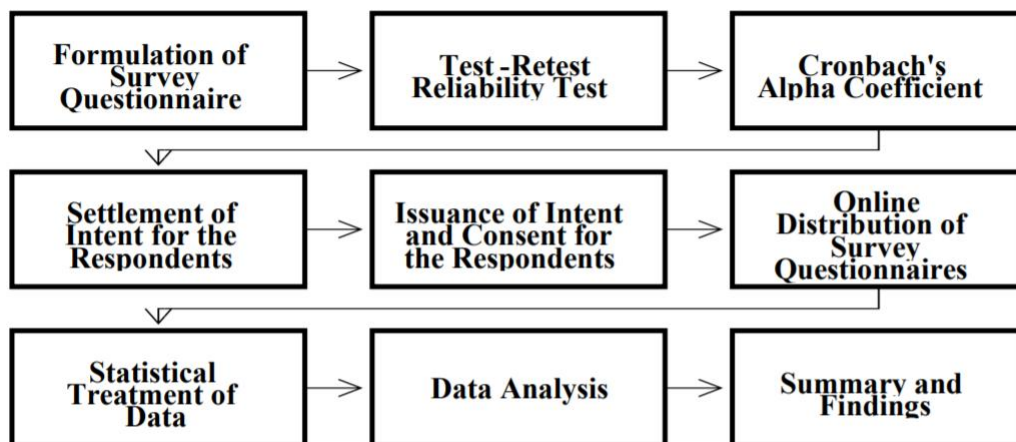 Formulation of
Survey
Questionnaire
Test -Retest
Reliability Test
Cronbach's
Alpha Coefficient
Settlement of
Intent for the
Respondents
Issuance of Intent
and Consent for
the Respondents
Online
Distribution of
Survey
Questionnaires
Statistical
Treatment of
Data
Data Analysis
Summary and
Findings